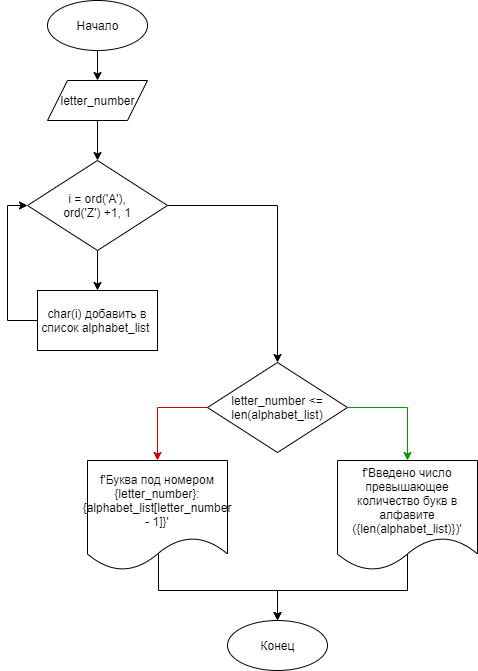 Начало
letter_number
i = ord('A'),
ord('Z') +1, 1
char(i) добавить в
список alphabet_list
letter_number <=
len(alphabet_list)
f'Буква под номером
{letter_number}:
{alphabet_list[letter_number
- 1]}'
f'Введено число
превышающее
количество букв в
алфавите
({len(alphabet_list)})'
Конец